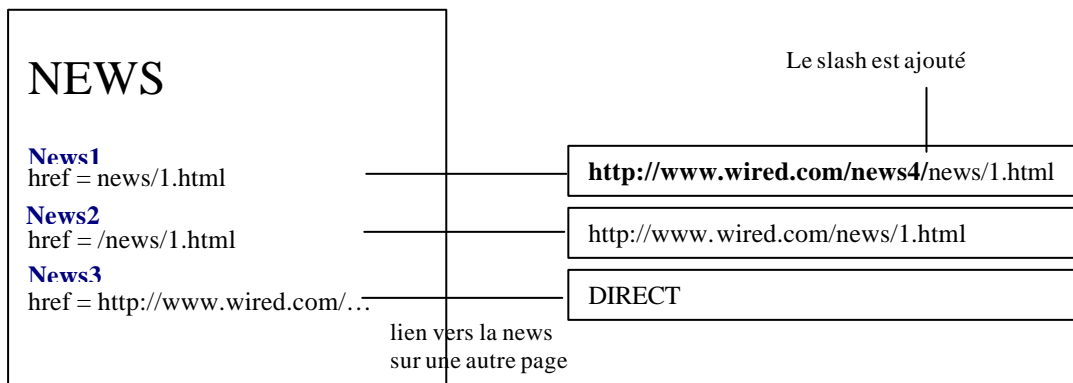 Le slash est ajouté
NEWS
News1
href = news/1.html
http://www.wired.com/news4/news/1.html
News2
href = /news/1.html
http://www.wired.com/news/1.html
News3
href = http://www.wired.com/…
DIRECT
lien vers la news
sur une autre page